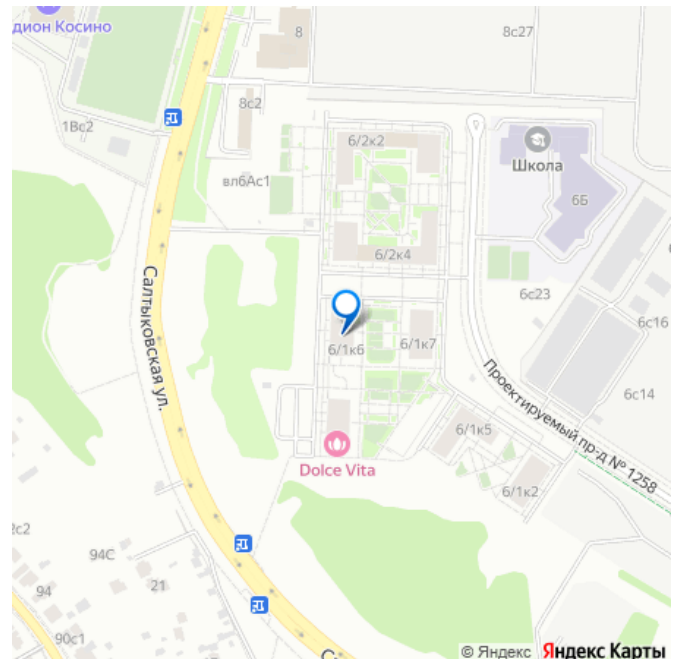 дион Косино
8
8с27
8с2
1Вс2
6/2к2
Школа
вл6Ас1
6Б
6/2к4
6с23
6с16
Салтыковская ул.
6/1к6
6/1к7
Проектируемый пр-д № 1258
6с14
6/1к5
Dolce Vita
6/1к2
2с2
94С
21
94
90с1
С
© Яндекс Яндекс Карты